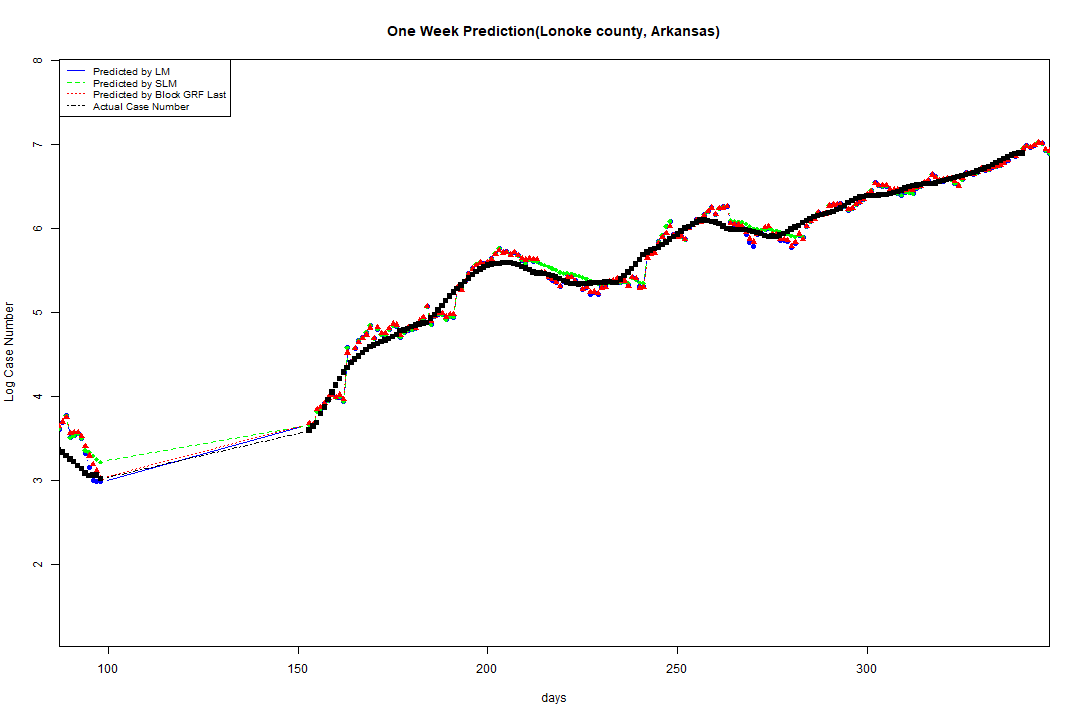 One Week Prediction(Lonoke county, Arkansas)
Predicted by LM
Predicted by SLM
Predicted by Block GRF Last
Actual Case Number
8
7
6
5
4
3
2
Log Case Number
100 150 200 250 300
days